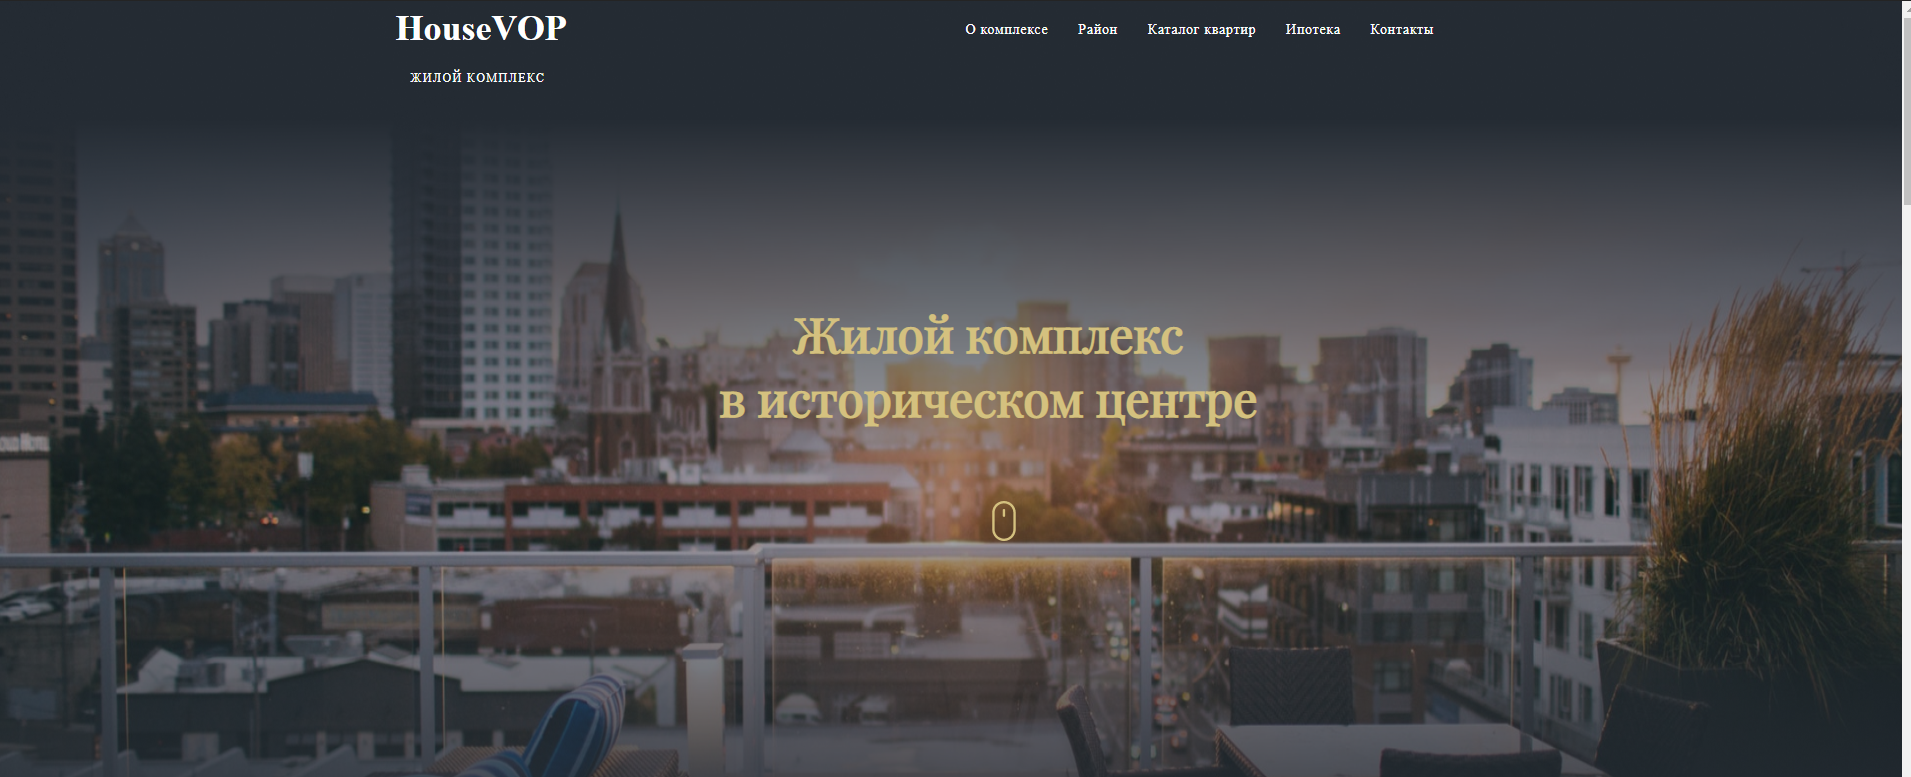 HouseVOP
О комплексе Район Каталог квартир Ипотека Контакты
ЖИЛОЙ КОМПЛЕКС
Жилой комплекс
в историческом центре